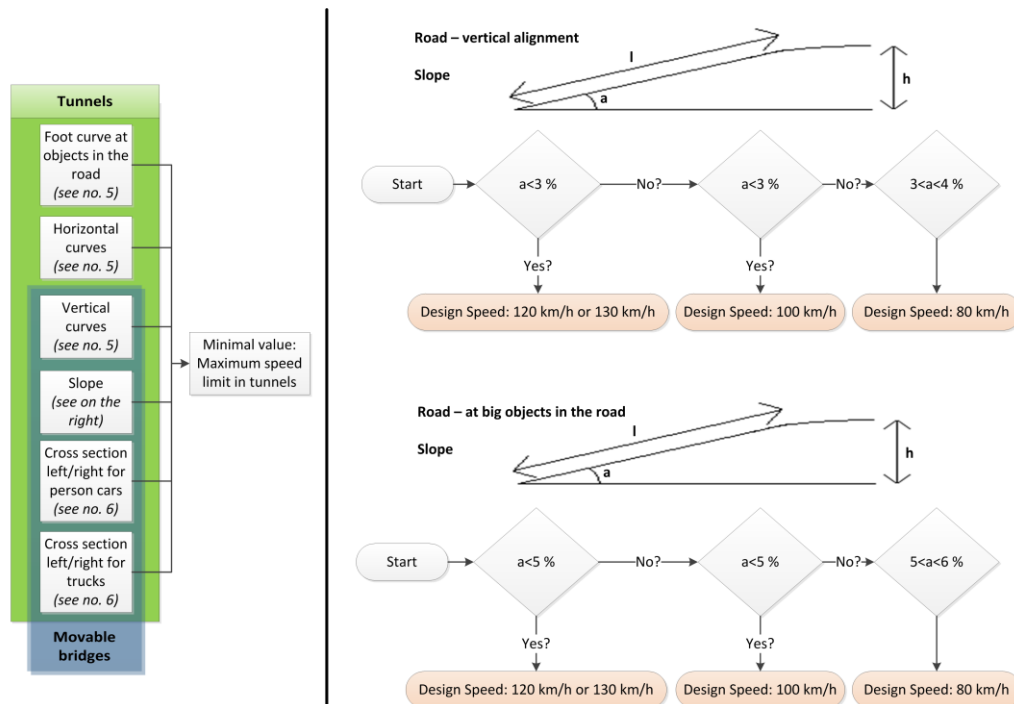 Tunnels
Foot curve at
objects in the
road
(see no. 5)
Horizontal
curves
(see no. 5)
Vertical
curves
(see no. 5)
Slope
(see on the
right)
Cross section
left/right for
person cars
(see no. 6)
Cross section
left/right for
trucks
(see no. 6)
Movable
bridges
Minimal value:
Maximum speed
limit in tunnels
Road – vertical alignment
Slope
l
a
h
Start
a<3 %
No?
a<3 %
No?
3<a<4 %
Yes?
Yes?
Design Speed: 120 km/h or 130 km/h
Design Speed: 100 km/h
Design Speed: 80 km/h
Road – at big objects in the road
Slope
l
a
h
Start
a<5 %
No?
a<5 %
No?
5<a<6 %
Yes?
Yes?
Design Speed: 120 km/h or 130 km/h
Design Speed: 100 km/h
Design Speed: 80 km/h